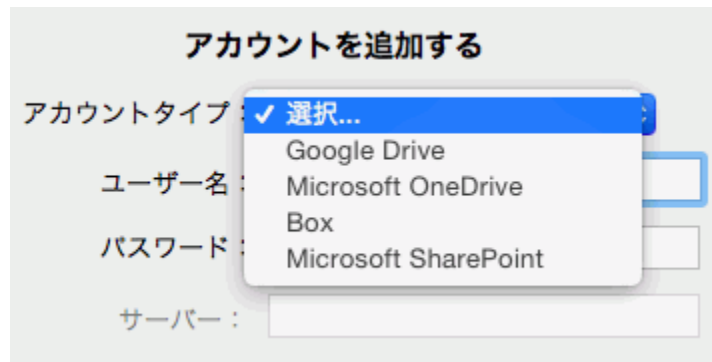 アカウントを追加する
アカウントタイプ：
✓ 選択...
Google Drive
Microsoft OneDrive
Box
Microsoft SharePoint
ユーザー名：
パスワード：
サーバー：